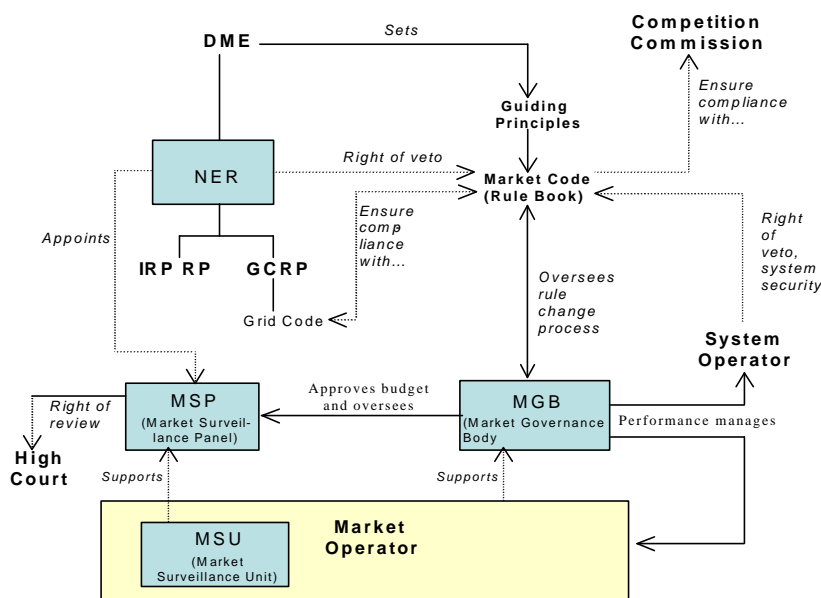 Competition
Commission
DME
Sets
Ensure
compliance
with...
Guiding
Principles
Right of veto
NER
Market Code
(Rule Book)
Ensure
comp-
liance
with...
Right
of
veto,
system
security
Appoints
IRP RP
GCRP
Grid Code
Oversees
rule
change
process
System
Operator
MSP
(Market Surveil-
lance Panel)
Approves budget
and oversees
MGB
(Market Governance
Body
Right of
review
Performance manages
High
Court
Supports
Supports
Market
Operator
MSU
(Market
Surveillance Unit)